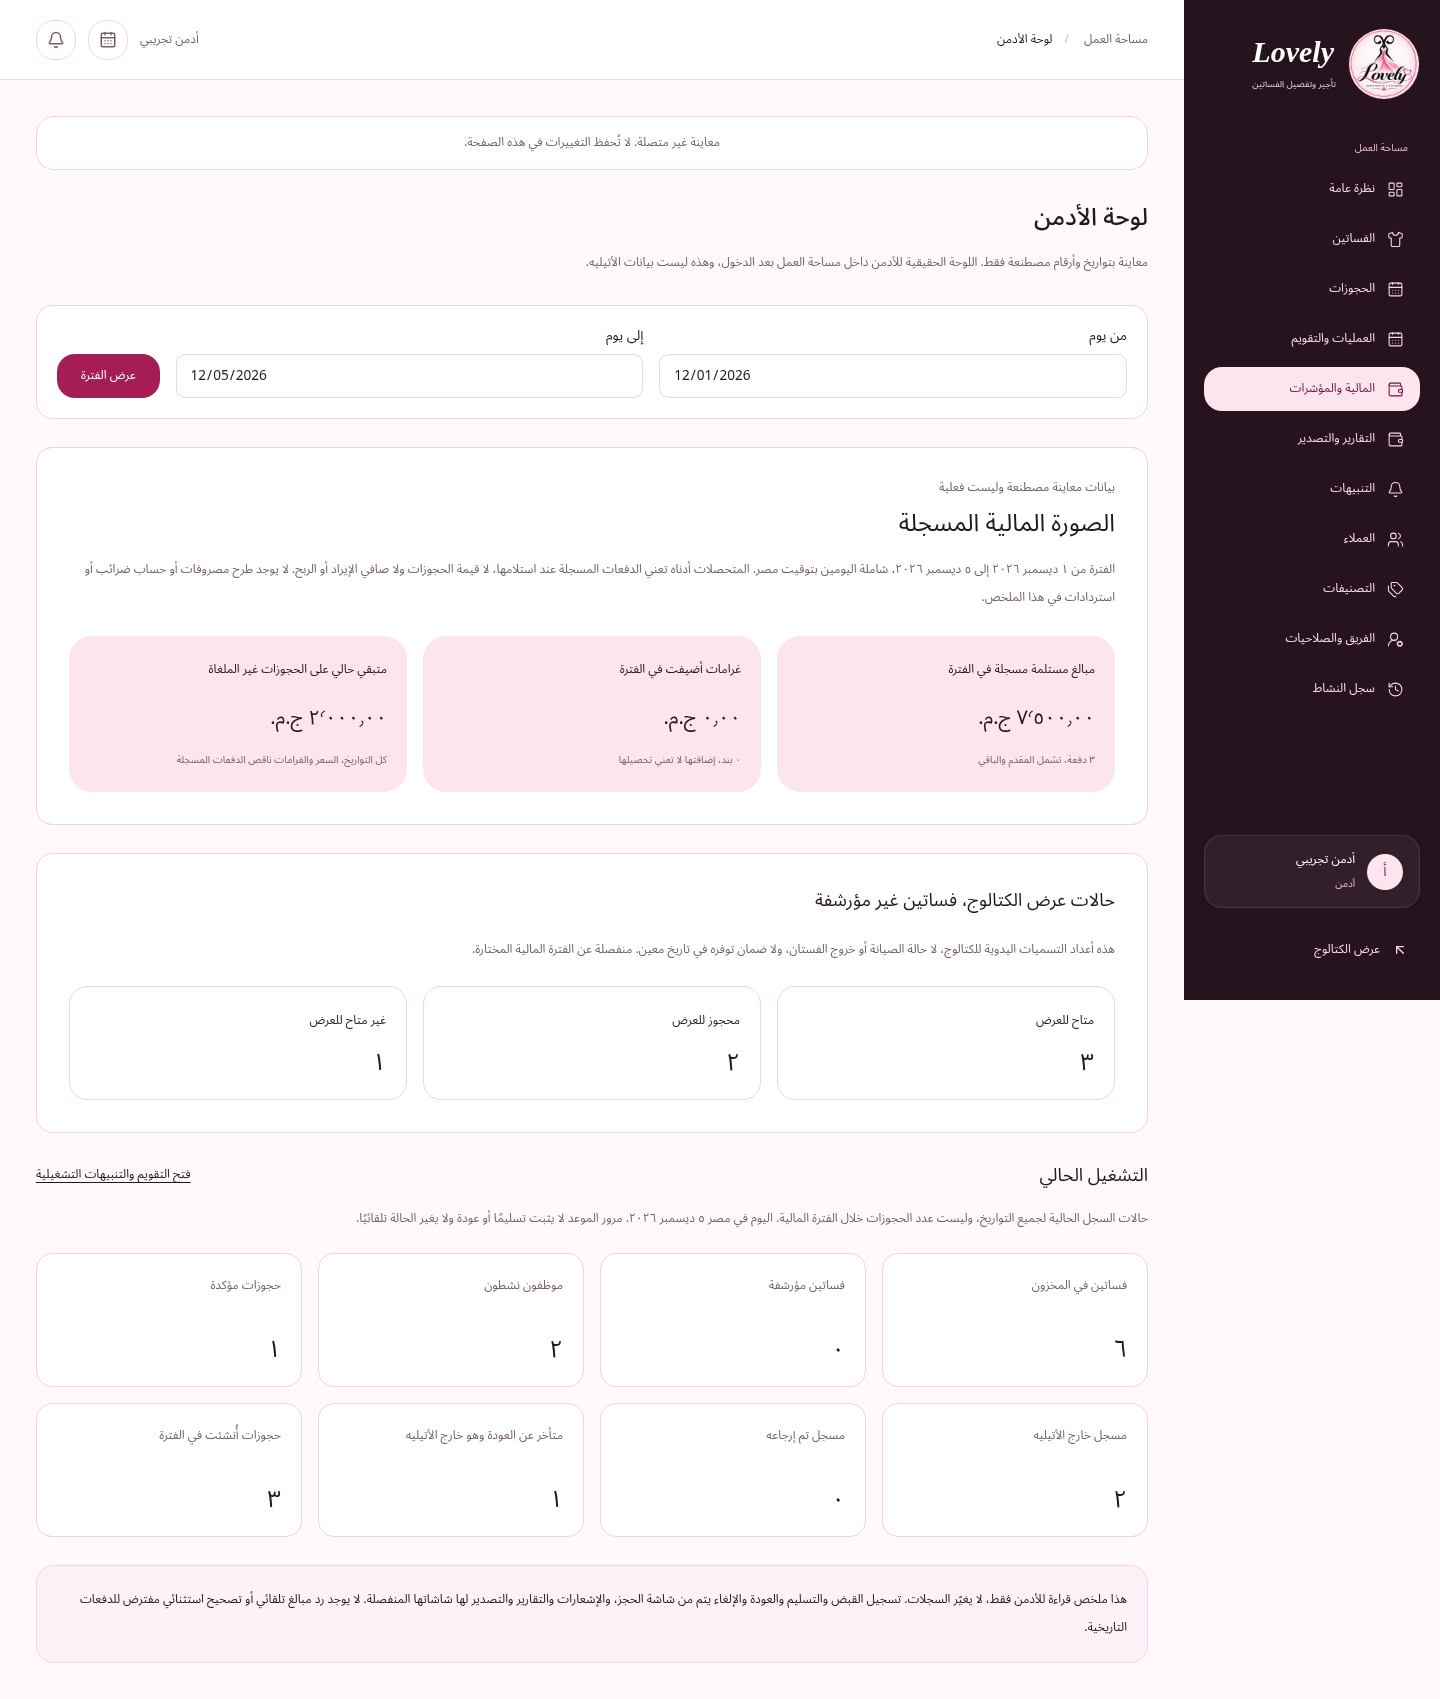 Lovely
Lovely
تأجير وتفصيل الفساتين
مساحة العمل
نظرة عامة
الفساتين
الحجوزات
العمليات والتقويم
المالية والمؤشرات
التقارير والتصدير
التنبيهات
العملاء
التصنيفات
الفريق والصلاحيات
سجل النشاط
أ
أدمن تجريبي
أدمن
عرض الكتالوج
مساحة العمل / لوحة الأدمن
أدمن تجريبي
معاينة غير متصلة. لا تُحفظ التغييرات في هذه الصفحة.
لوحة الأدمن
معاينة بتواريخ وأرقام مصطنعة فقط. اللوحة الحقيقية للأدمن داخل مساحة العمل بعد الدخول، وهذه ليست بيانات الأتيليه.
من يوم
12/01/2026
إلى يوم
12/05/2026
عرض الفترة
بيانات معاينة مصطنعة وليست فعلية
الصورة المالية المسجلة
الفترة من ١ ديسمبر ٢٠٢٦ إلى ٥ ديسمبر ٢٠٢٦، شاملة اليومين بتوقيت مصر. المتحصلات أدناه تعني الدفعات المسجلة عند استلامها، لا قيمة الحجوزات ولا صافي الإيراد أو الربح. لا يوجد طرح مصروفات أو حساب ضرائب أو
استردادات في هذا الملخص.
مبالغ مستلمة مسجلة في الفترة
٧٬٥٠٠٫٠٠ ج.م.
٣ دفعة، تشمل المقدم والباقي
غرامات أضيفت في الفترة
٠٫٠٠ ج.م.
٠ بند، إضافتها لا تعني تحصيلها
متبقي حالي على الحجوزات غير الملغاة
٢٬٠٠٠٫٠٠ ج.م.
كل التواريخ، السعر والغرامات ناقص الدفعات المسجلة
حالات عرض الكتالوج، فساتين غير مؤرشفة
هذه أعداد التسميات اليدوية للكتالوج، لا حالة الصيانة أو خروج الفستان، ولا ضمان توفره في تاريخ معين. منفصلة عن الفترة المالية المختارة.
متاح للعرض
٣
محجوز للعرض
٢
غير متاح للعرض
١
التشغيل الحالي
فتح التقويم والتنبيهات التشغيلية
حالات السجل الحالية لجميع التواريخ، وليست عدد الحجوزات خلال الفترة المالية. اليوم في مصر ٥ ديسمبر ٢٠٢٦. مرور الموعد لا يثبت تسليمًا أو عودة ولا يغير الحالة تلقائيًا.
فساتين في المخزون
٦
فساتين مؤرشفة
٠
موظفون نشطون
٢
حجوزات مؤكدة
١
مسجل خارج الأتيليه
٢
مسجل تم إرجاعه
٠
متأخر عن العودة وهو خارج الأتيليه
١
حجوزات أُنشئت في الفترة
٣
هذا ملخص قراءة للأدمن فقط، لا يغيّر السجلات. تسجيل القبض والتسليم والعودة والإلغاء يتم من شاشة الحجز، والإشعارات والتقارير والتصدير لها شاشاتها المنفصلة. لا يوجد رد مبالغ تلقائي أو تصحيح استثنائي مفترض للدفعات
التاريخية.